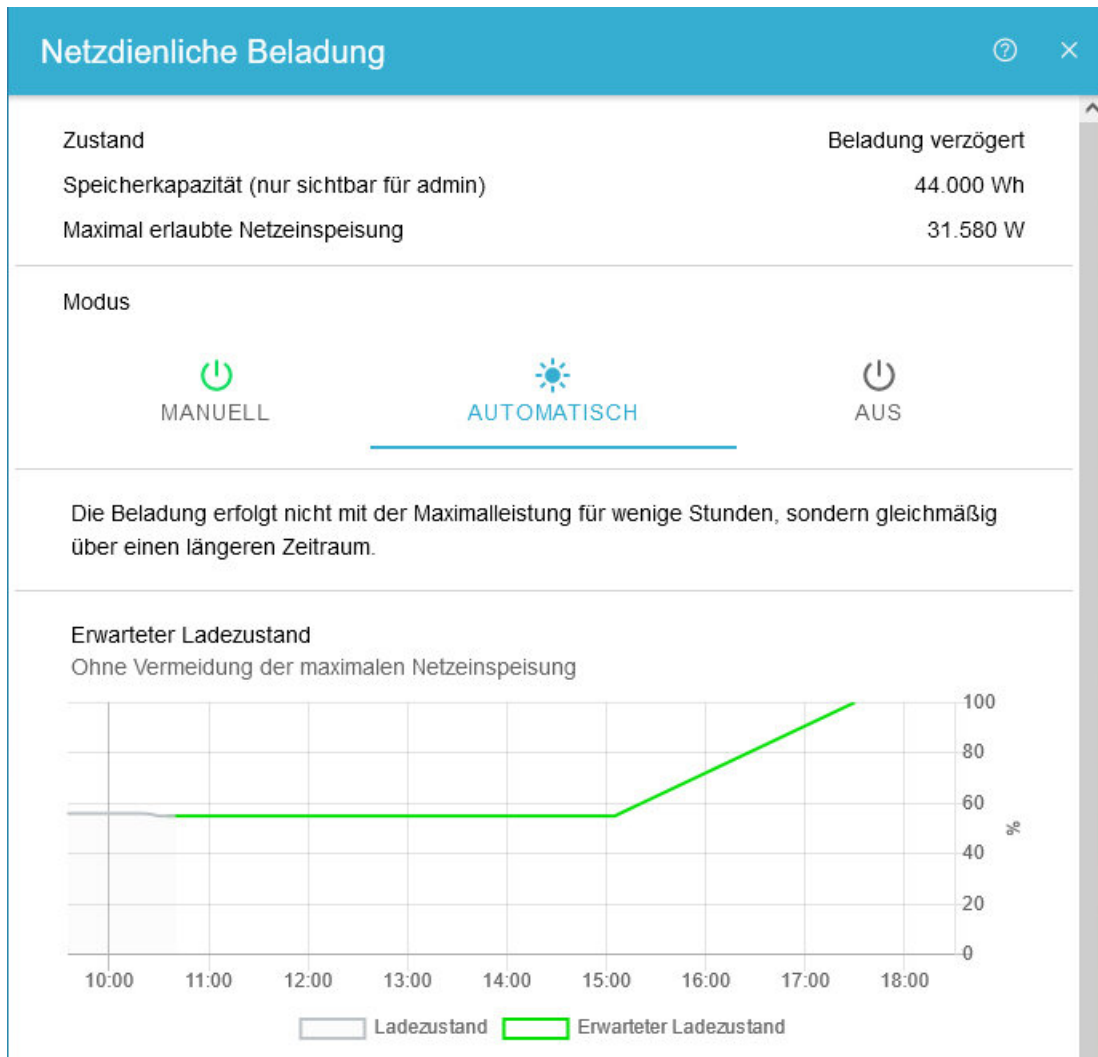 Netzdienliche Beladung
Zustand Beladung verzögert
Speicherkapazität (nur sichtbar für admin) 44.000 Wh
Maximal erlaubte Netzeinspeisung 31.580 W
Modus
MANUELL AUTOMATISCH AUS
Die Beladung erfolgt nicht mit der Maximalleistung für wenige Stunden, sondern gleichmäßig
über einen längeren Zeitraum.
Erwarteter Ladezustand
Ohne Vermeidung der maximalen Netzeinspeisung
100
80
60
%
40
20
0
10:00 11:00 12:00 13:00 14:00 15:00 16:00 17:00 18:00
Ladezustand Erwarteter Ladezustand